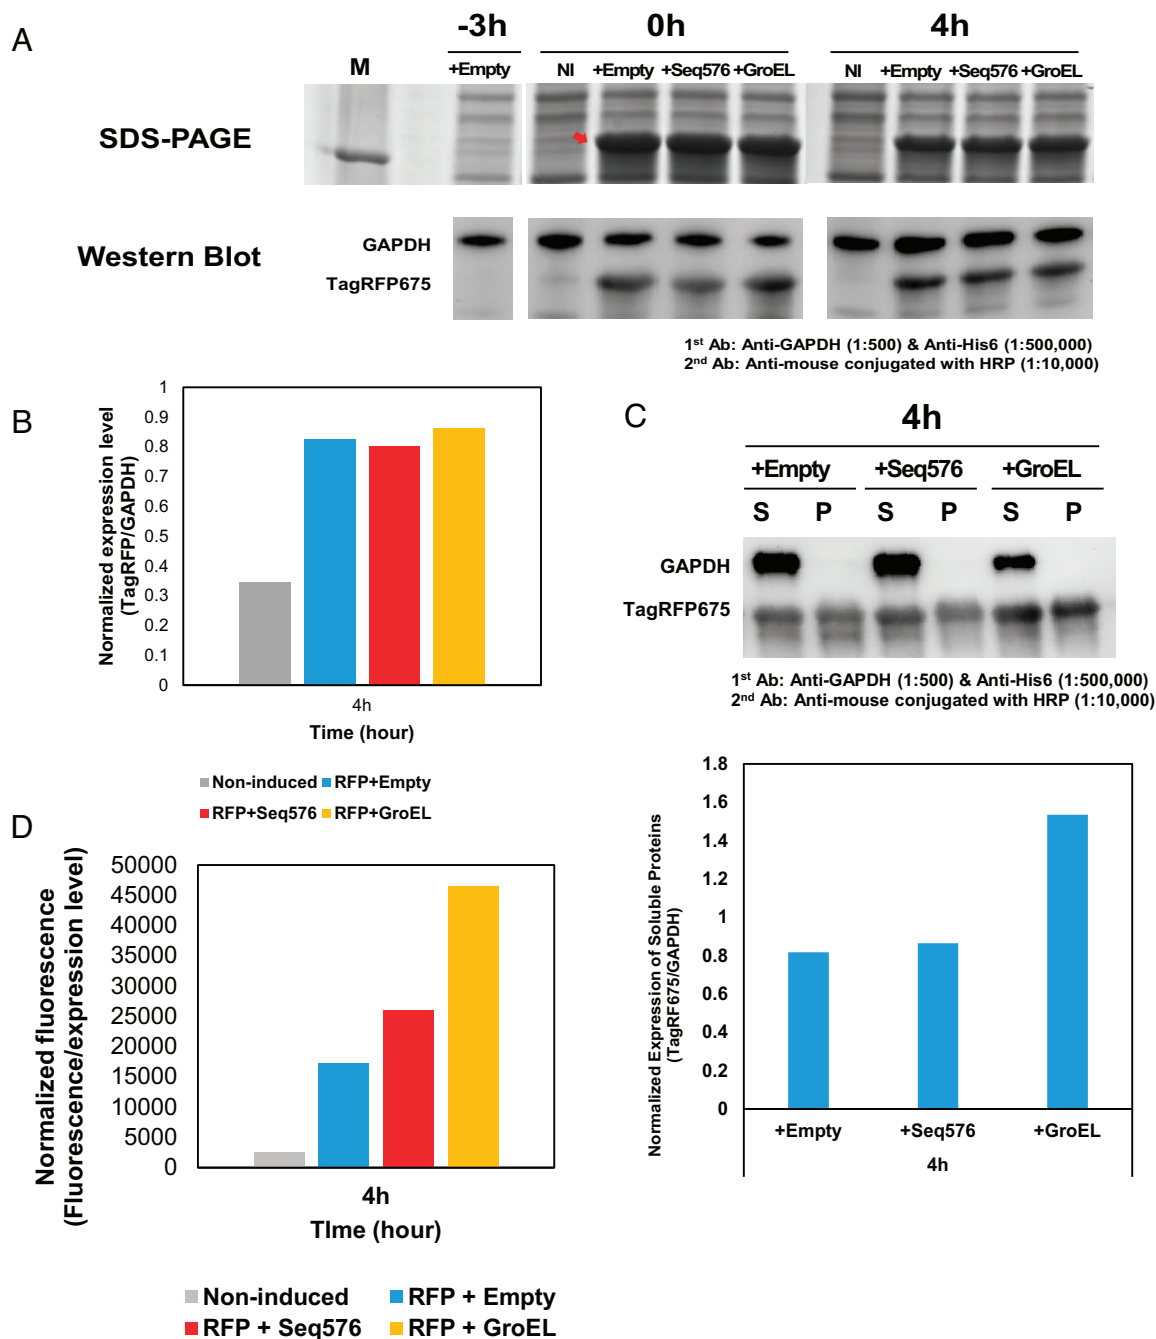 A
-3h 0h 4h
M +Empty NI +Empty +Seq576 +GroEL NI +Empty +Seq576 +GroEL
SDS-PAGE
Western Blot
GAPDH
TagRFP675
1st Ab: Anti-GAPDH (1:500) & Anti-His6 (1:500,000)
2nd Ab: Anti-mouse conjugated with HRP (1:10,000)
B
Normalized expression level
(TagRFP/GAPDH)
1
0.9
0.8
0.7
0.6
0.5
0.4
0.3
0.2
0.1
0
4h
Time (hour)
Non-induced RFP+Empty
RFP+Seq576 RFP+GroEL
C
4h
+Empty +Seq576 +GroEL
S P S P S P
GAPDH
TagRFP675
1st Ab: Anti-GAPDH (1:500) & Anti-His6 (1:500,000)
2nd Ab: Anti-mouse conjugated with HRP (1:10,000)
Normalized Expression of Soluble Proteins
(TagRF675/GAPDH)
1.8
1.6
1.4
1.2
1
0.8
0.6
0.4
0.2
0
+Empty +Seq576 +GroEL
4h
D
Normalized fluorescence
(Fluorescence/expression level)
50000
45000
40000
35000
30000
25000
20000
15000
10000
5000
0
4h
TIme (hour)
Non-induced RFP + Empty
RFP + Seq576 RFP + GroEL